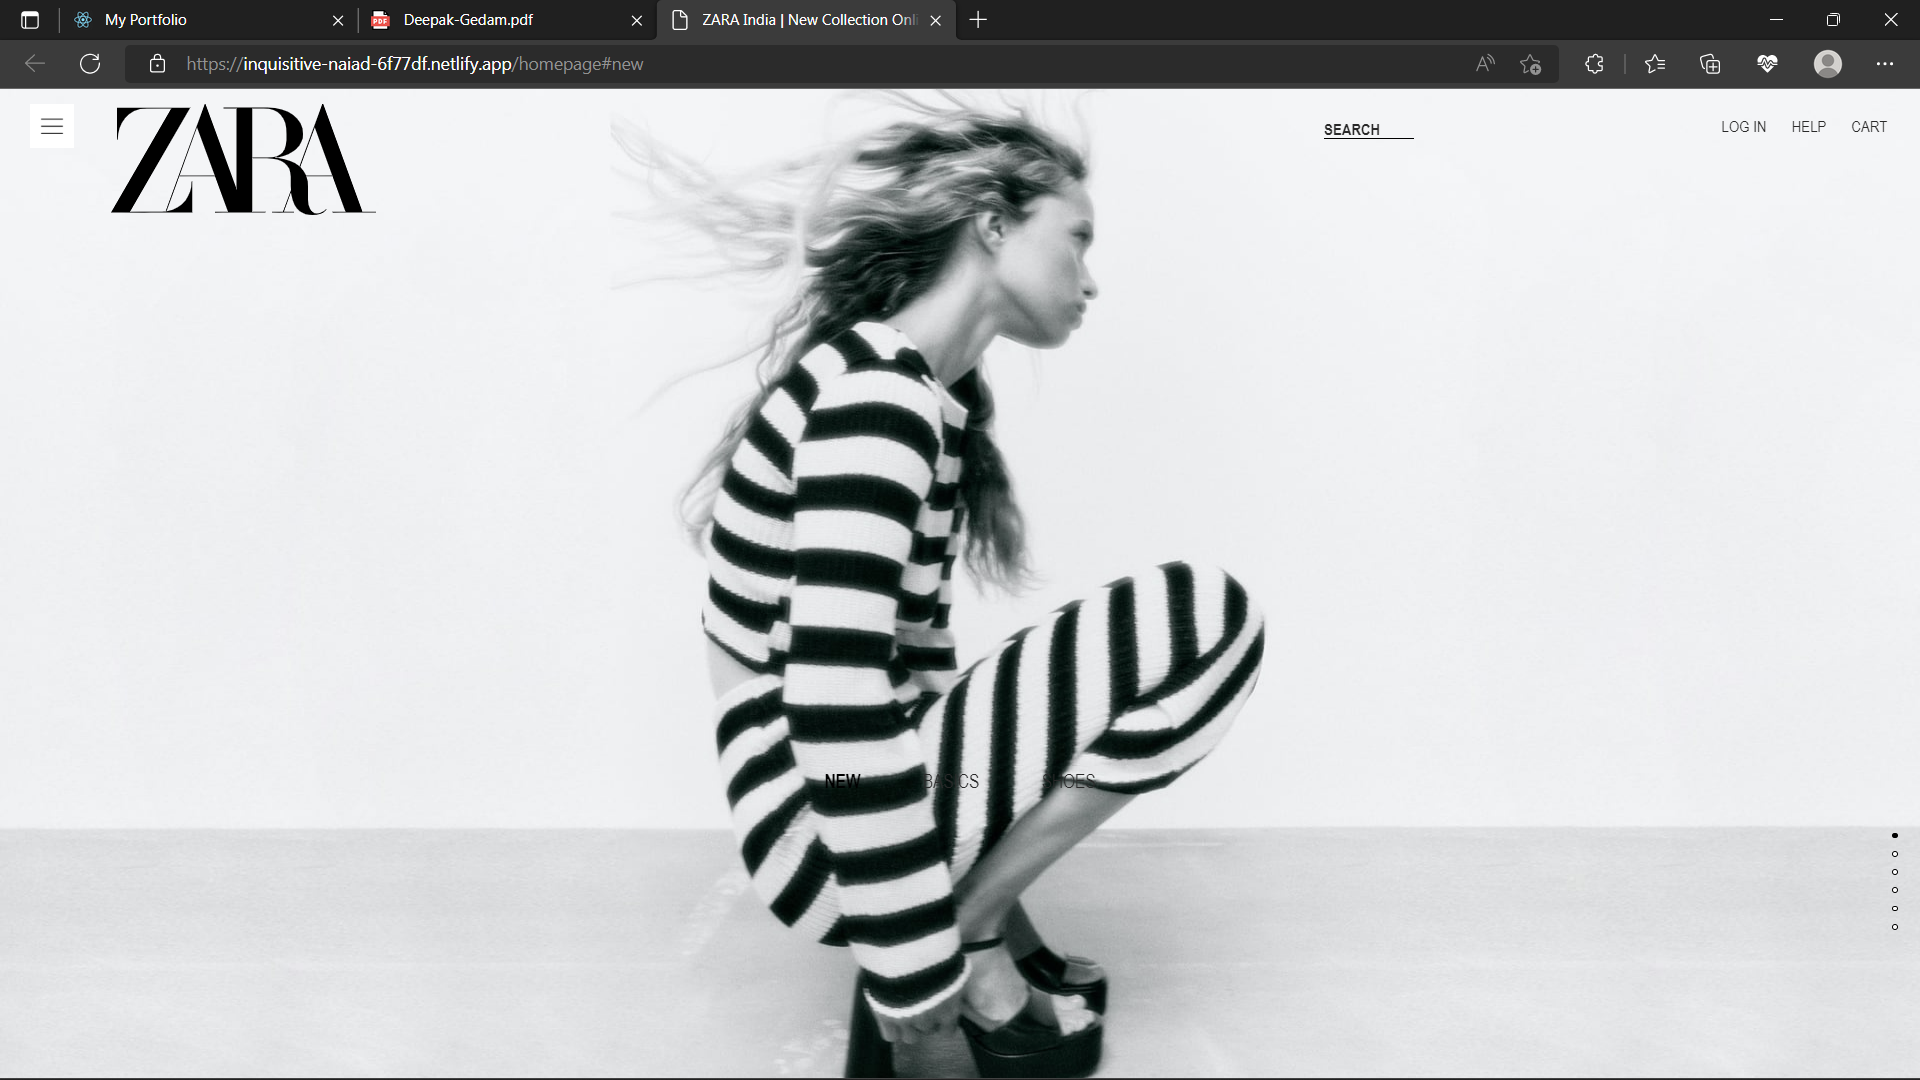 My Portfolio
Deepak-Gedam.pdf
ZARA India | New Collection Onli
https://inquisitive-naiad-6f77df.netlify.app/homepage#new
ZARA
SEARCH
LOG IN HELP CART
NEW BASICS SHOES